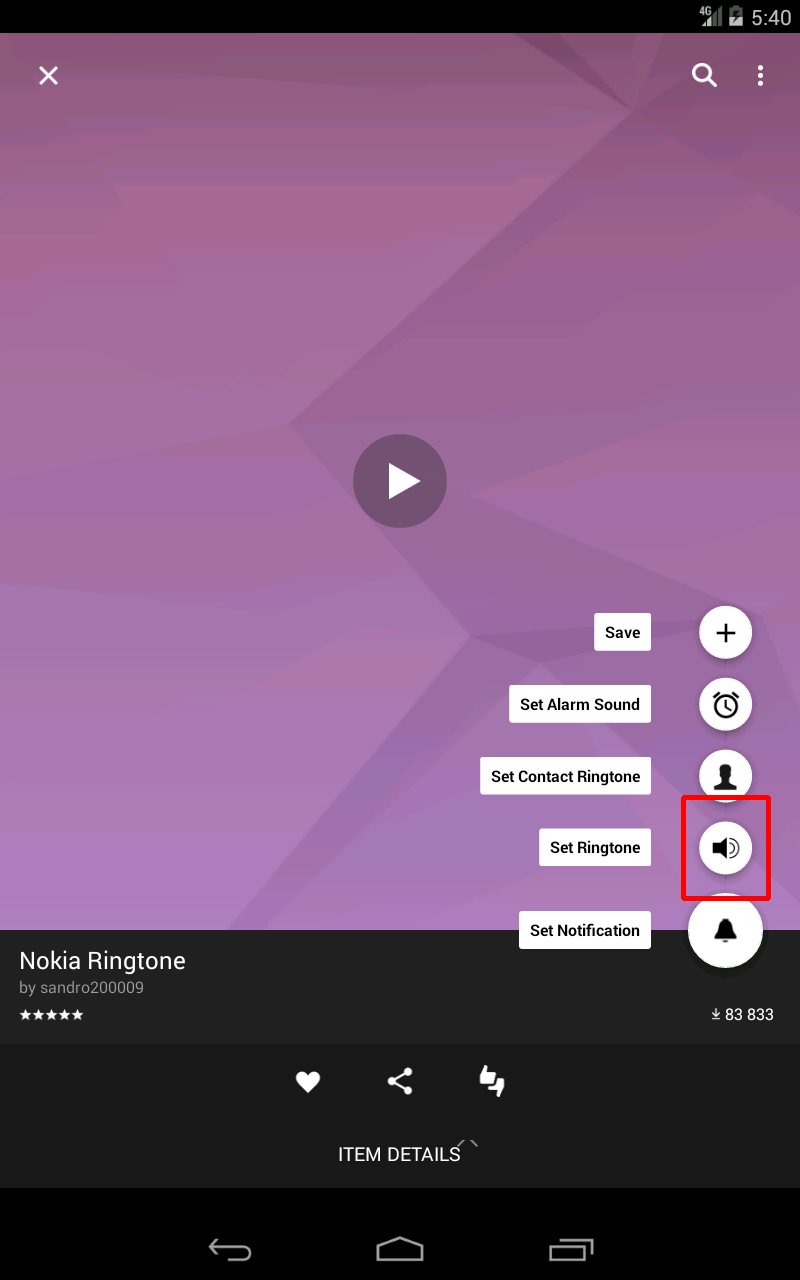 4G 5:40
Save
Set Alarm Sound
Set Contact Ringtone
Set Ringtone
Set Notification
Nokia Ringtone
by sandro200009
83 833
ITEM DETAILS